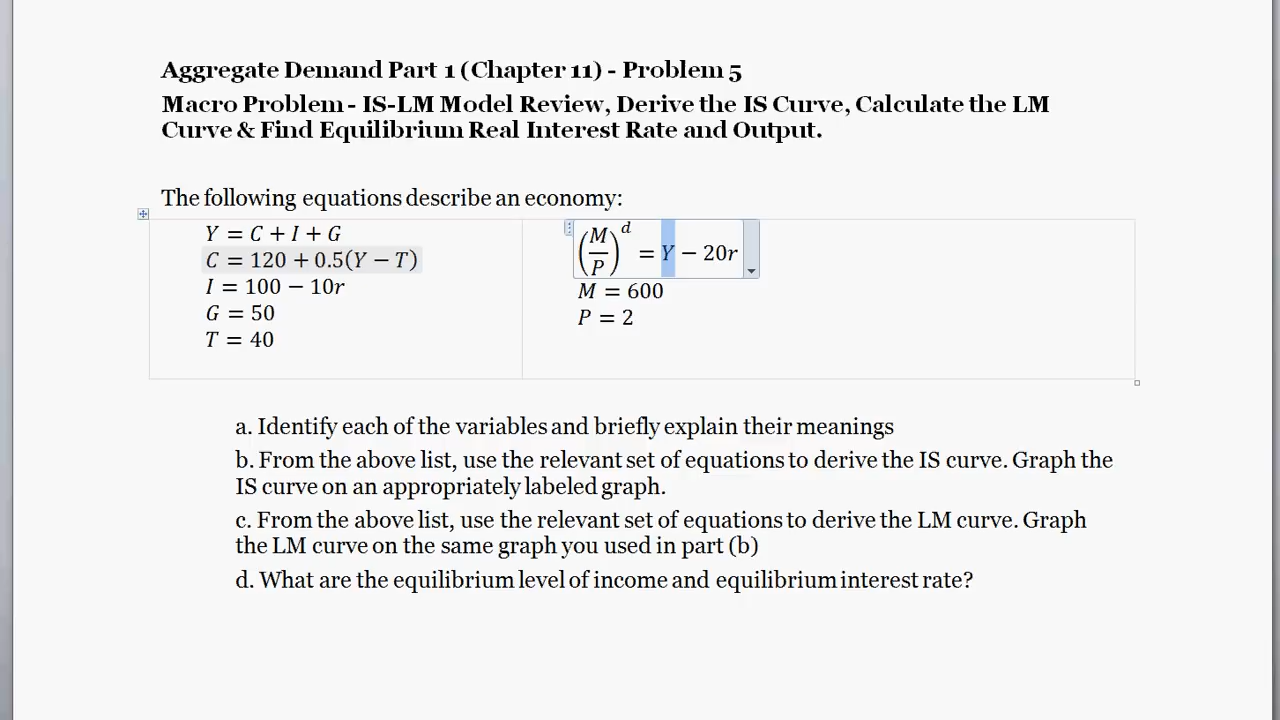 Aggregate Demand Part 1 (Chapter 11) - Problem 5
Macro Problem - IS-LM Model Review, Derive the IS Curve, Calculate the LM
Curve & Find Equilibrium Real Interest Rate and Output.
The following equations describe an economy:
Y = C + I + G
C = 120 + 0.5(Y − T)
I = 100 − 10r
G = 50
T = 40
(M/P)^d = Y − 20r
M = 600
P = 2
a. Identify each of the variables and briefly explain their meanings
b. From the above list, use the relevant set of equations to derive the IS curve. Graph the
IS curve on an appropriately labeled graph.
c. From the above list, use the relevant set of equations to derive the LM curve. Graph
the LM curve on the same graph you used in part (b)
d. What are the equilibrium level of income and equilibrium interest rate?